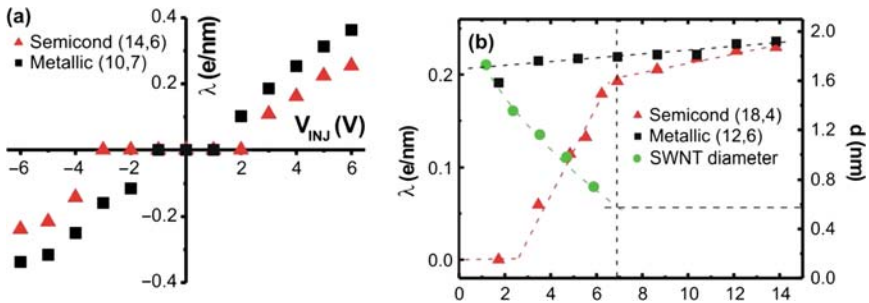 (a)
Semicond (14,6)
Metallic (10,7)
λ (e/nm)
0.4
0.2
V_INJ (V)
−6 −4 −2 0 2 4 6
−0.2
−0.4
(b)
λ (e/nm)
0.2
0.1
0.0
Semicond (18,4)
Metallic (12,6)
SWNT diameter
d (nm)
2.0
1.6
1.2
0.8
0.4
0.0
0 2 4 6 8 10 12 14